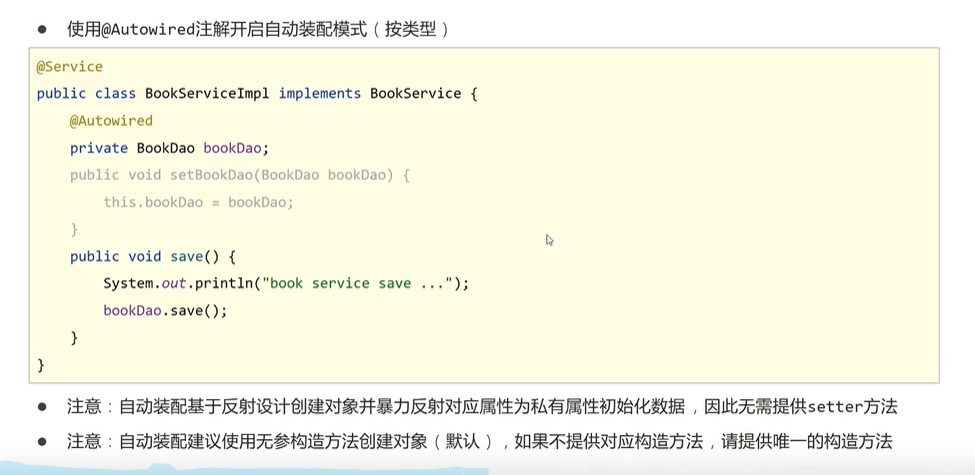 ● 使用@Autowired注解开启自动装配模式（按类型）
@Service
public class BookServiceImpl implements BookService {
    @Autowired
    private BookDao bookDao;
    public void setBookDao(BookDao bookDao) {
        this.bookDao = bookDao;
    }
    public void save() {
        System.out.println("book service save ...");
        bookDao.save();
    }
}
● 注意：自动装配基于反射设计创建对象并暴力反射对应属性为私有属性初始化数据，因此无需提供setter方法
● 注意：自动装配建议使用无参构造方法创建对象（默认），如果不提供对应构造方法，请提供唯一的构造方法